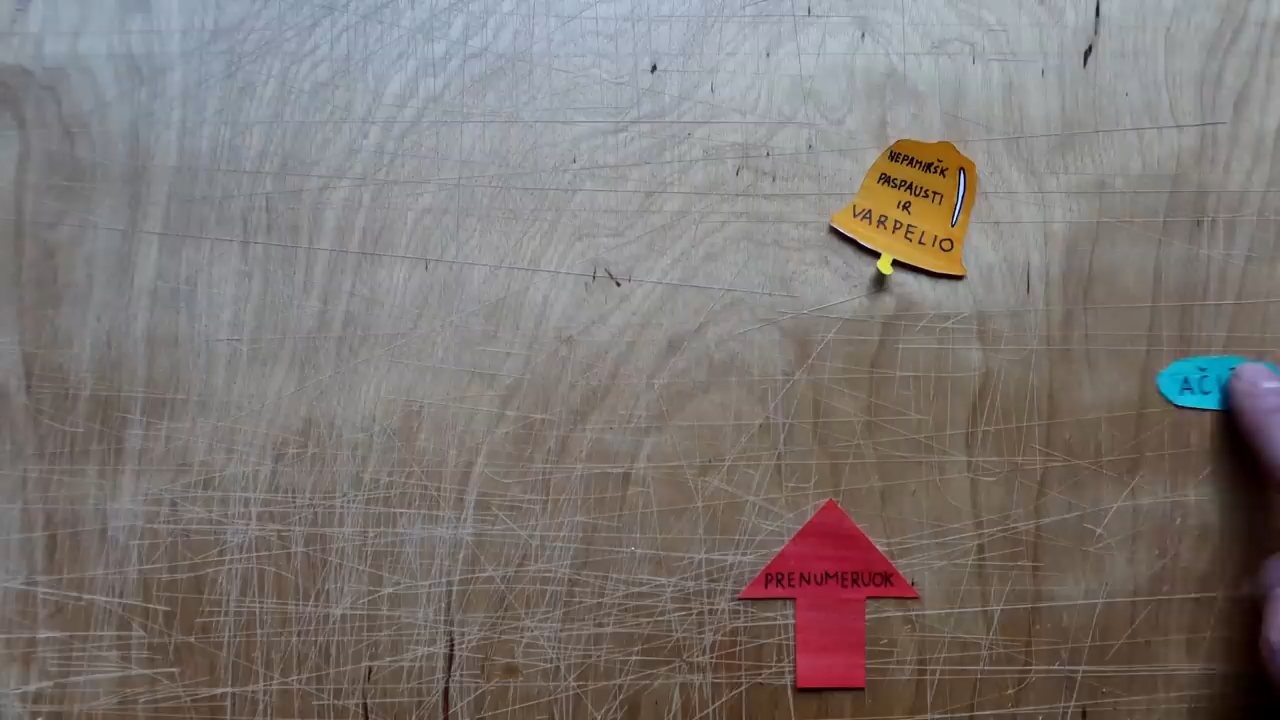 NEPAMIRŠK
PASPAUSTI
IR
VARPELIO
PRENUMERUOK